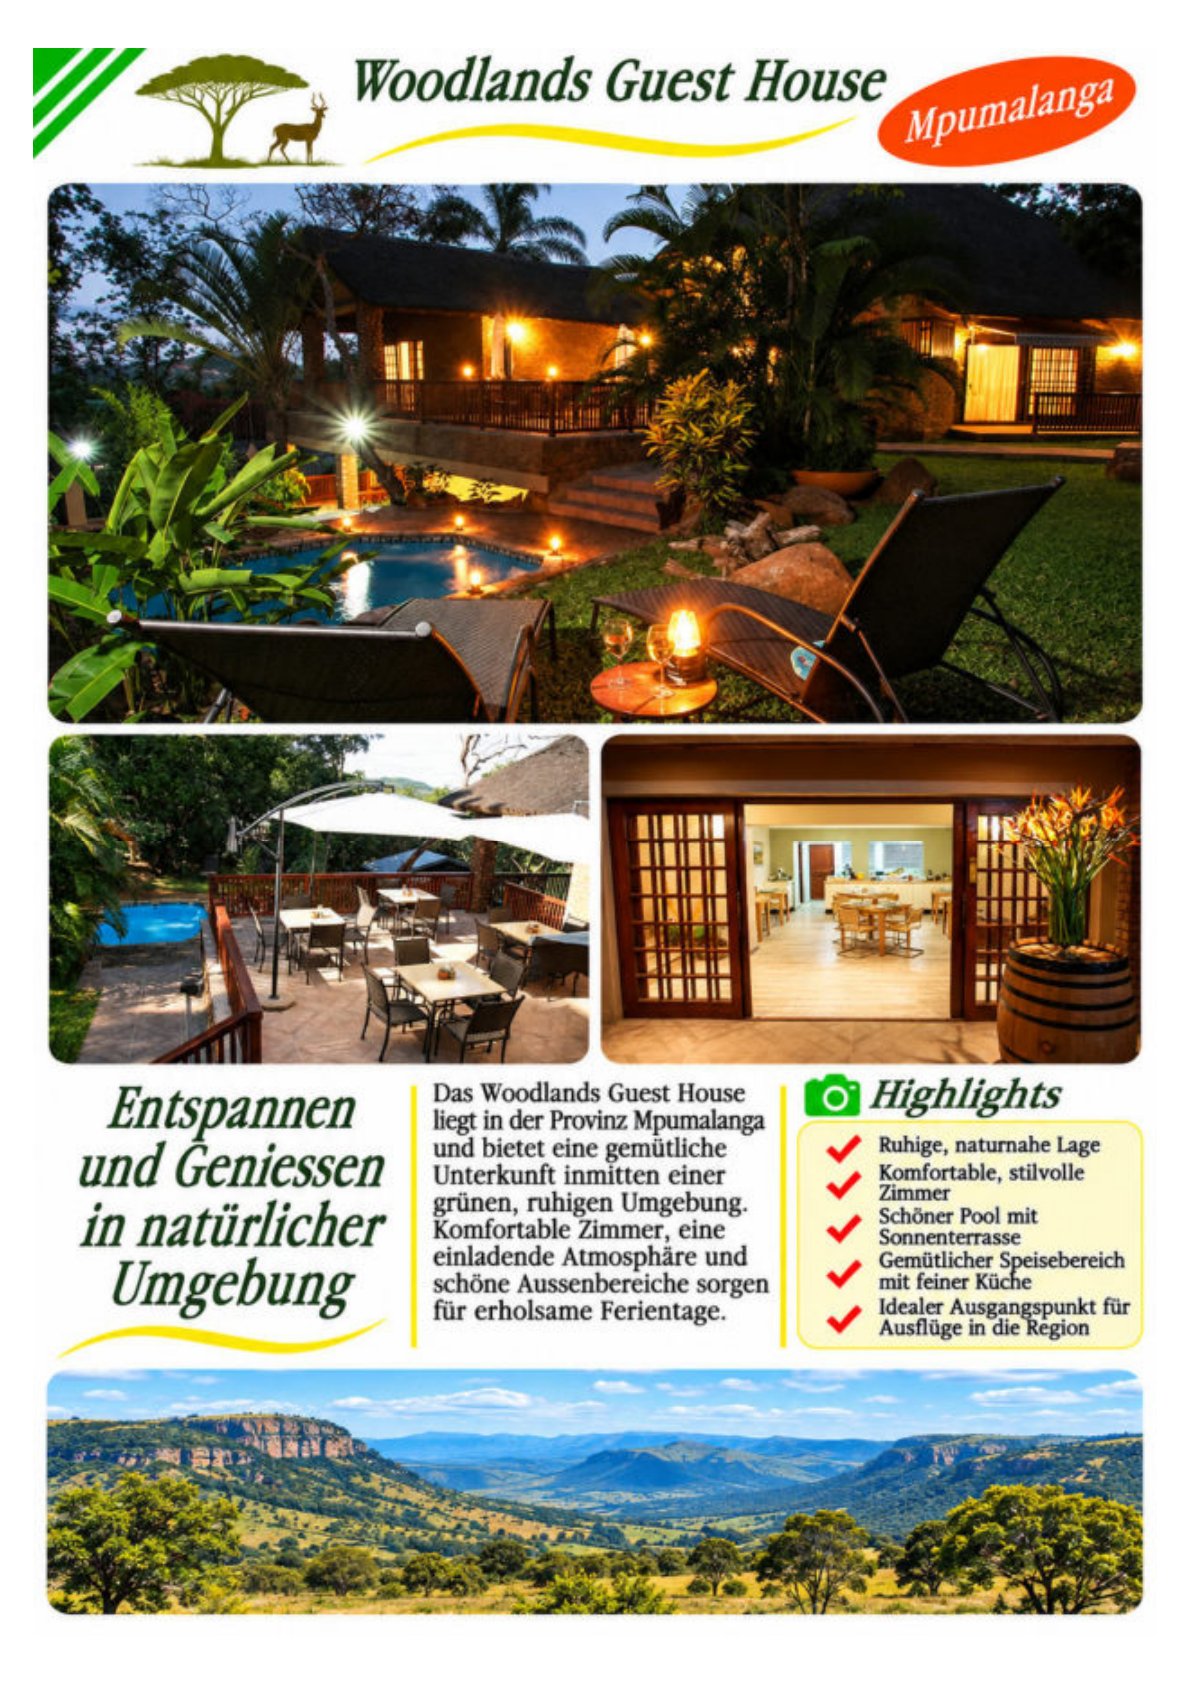 Woodlands Guest House
Mpumalanga
Entspannen
und Geniessen
in natürlicher
Umgebung
Das Woodlands Guest House
liegt in der Provinz Mpumalanga
und bietet eine gemütliche
Unterkunft inmitten einer
grünen, ruhigen Umgebung.
Komfortable Zimmer, eine
einladende Atmosphäre und
schöne Aussenbereiche sorgen
für erholsame Ferientage.
Highlights
Ruhige, naturnahe Lage
Komfortable, stilvolle
Zimmer
Schöner Pool mit
Sonnenterrasse
Gemütlicher Speisebereich
mit feiner Küche
Idealer Ausgangspunkt für
Ausflüge in die Region